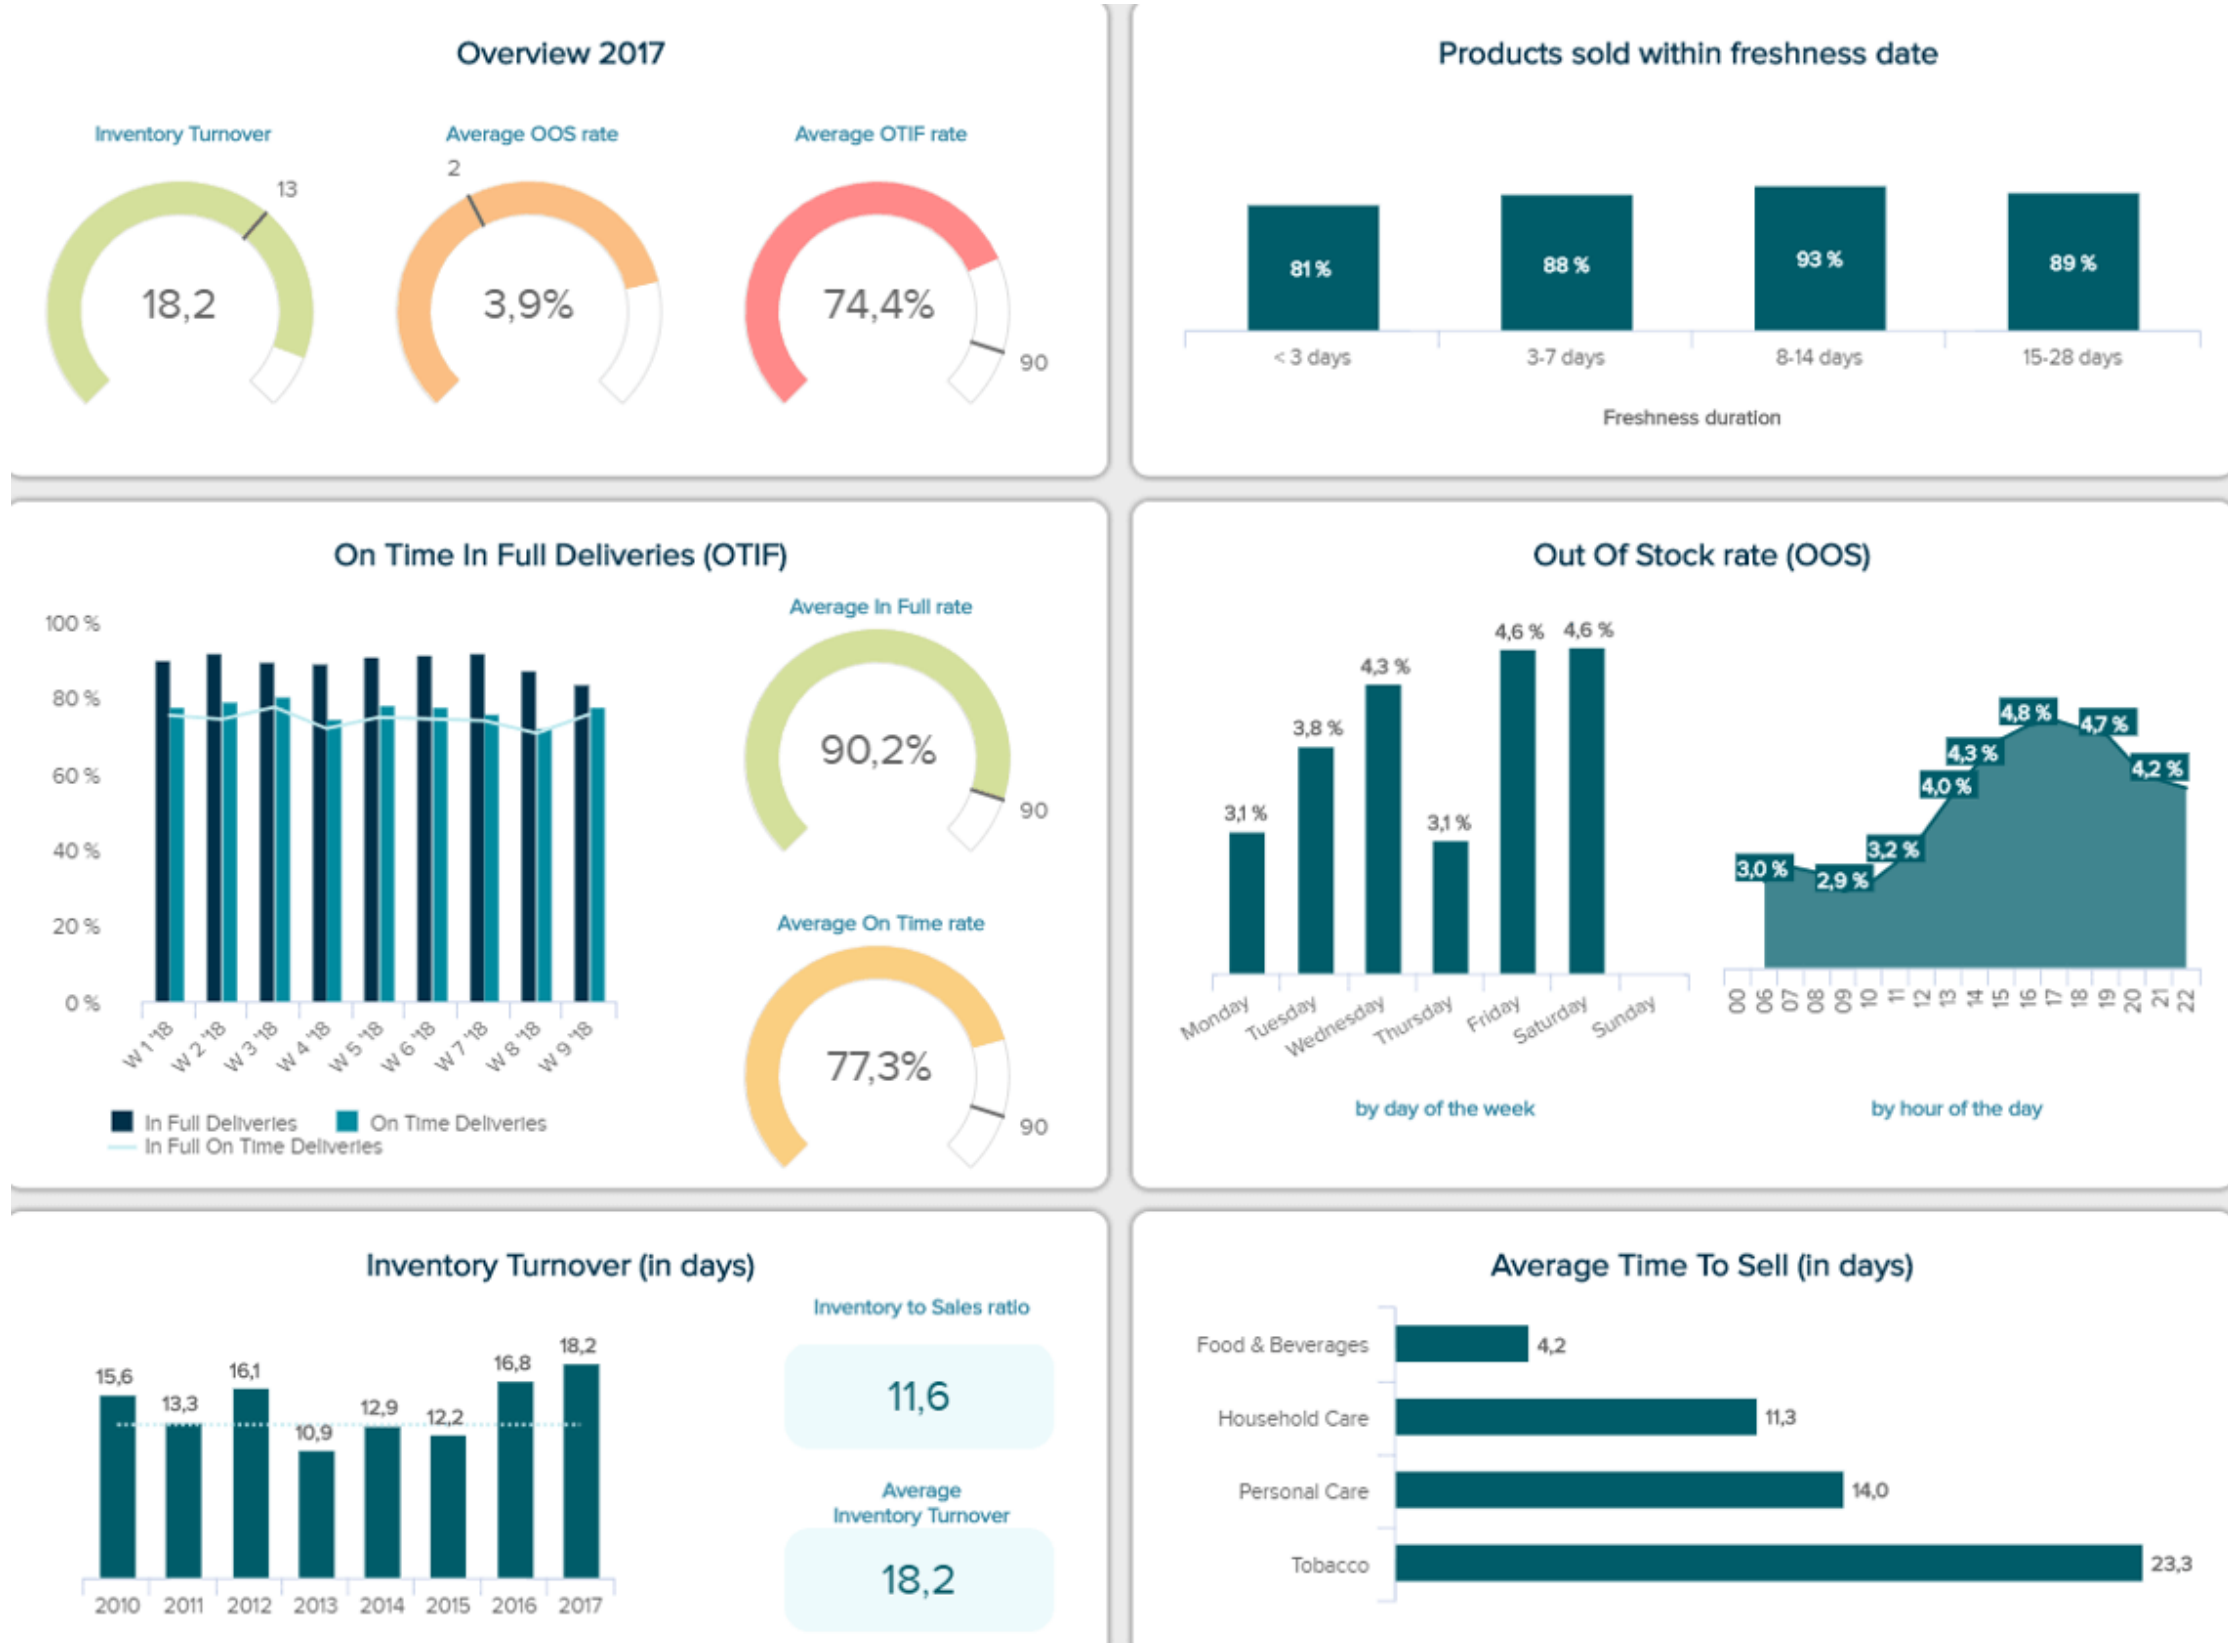 Overview 2017
Inventory Turnover
13
18,2
Average OOS rate
2
3,9%
Average OTIF rate
74,4%
90
Products sold within freshness date
81 %
88 %
93 %
89 %
< 3 days
3-7 days
8-14 days
15-28 days
Freshness duration
On Time In Full Deliveries (OTIF)
100 %
80 %
60 %
40 %
20 %
0 %
W 1 '18
W 2 '18
W 3 '18
W 4 '18
W 5 '18
W 6 '18
W 7 '18
W 8 '18
W 9 '18
In Full Deliveries
On Time Deliveries
In Full On Time Deliveries
Average In Full rate
90,2%
90
Average On Time rate
77,3%
90
Out Of Stock rate (OOS)
3,1 %
3,8 %
4,3 %
3,1 %
4,6 %
4,6 %
Monday
Tuesday
Wednesday
Thursday
Friday
Saturday
Sunday
by day of the week
3,0 %
2,9 %
3,2 %
4,0 %
4,3 %
4,8 %
4,7 %
4,2 %
00
06
07
08
09
10
11
12
13
14
15
16
17
18
19
20
21
22
by hour of the day
Inventory Turnover (in days)
15,6
13,3
16,1
10,9
12,9
12,2
16,8
18,2
2010
2011
2012
2013
2014
2015
2016
2017
Inventory to Sales ratio
11,6
Average
Inventory Turnover
18,2
Average Time To Sell (in days)
Food & Beverages
4,2
Household Care
11,3
Personal Care
14,0
Tobacco
23,3